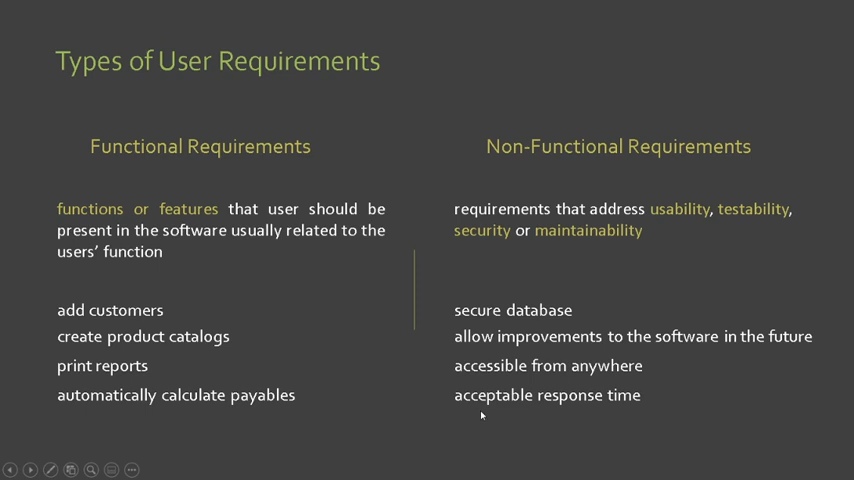 Types of User Requirements
Functional Requirements
functions or features that user should be
present in the software usually related to the
users’ function
add customers
create product catalogs
print reports
automatically calculate payables
Non-Functional Requirements
requirements that address usability, testability,
security or maintainability
secure database
allow improvements to the software in the future
accessible from anywhere
acceptable response time